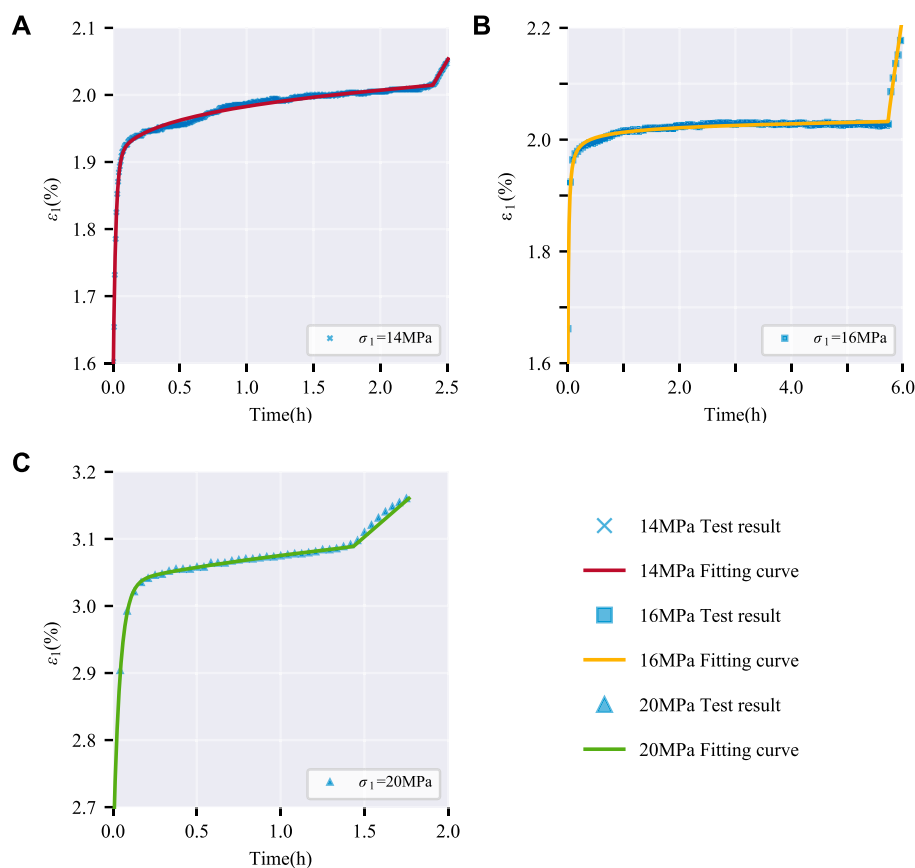 A
ε1(%)
2.1
2.0
1.9
1.8
1.7
1.6
0.0 0.5 1.0 1.5 2.0 2.5
Time(h)
σ1=14MPa
B
ε1(%)
2.2
2.0
1.8
1.6
0.0 2.0 4.0 6.0
Time(h)
σ1=16MPa
C
ε1(%)
3.2
3.1
3.0
2.9
2.8
2.7
0.0 0.5 1.0 1.5 2.0
Time(h)
σ1=20MPa
14MPa Test result
14MPa Fitting curve
16MPa Test result
16MPa Fitting curve
20MPa Test result
20MPa Fitting curve